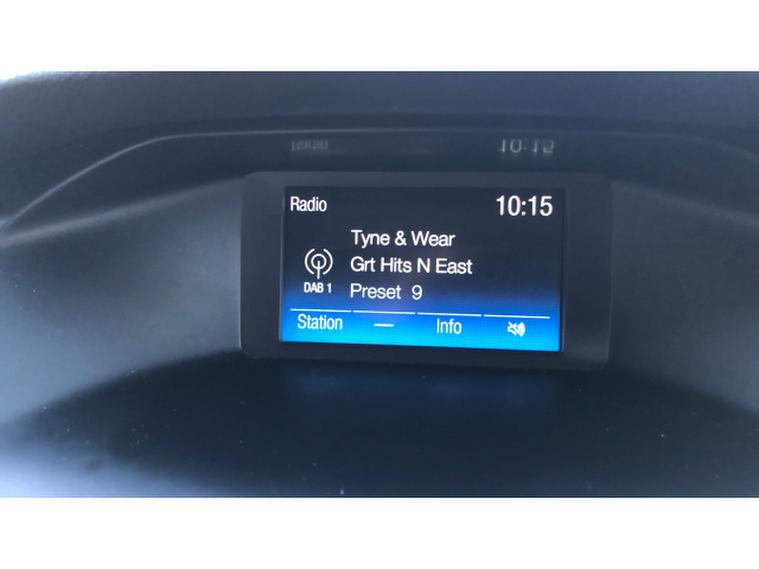 Radio 10:15
Tyne & Wear
Grt Hits N East
DAB 1
Preset 9
Station — Info